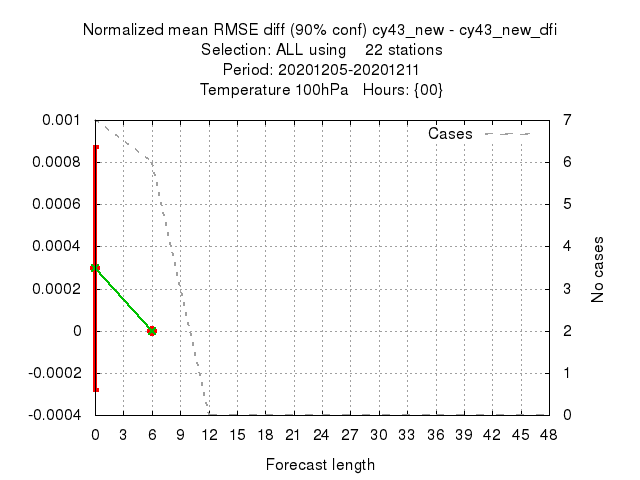 Normalized mean RMSE diff (90% conf) cy43_new - cy43_new_dfi
Selection: ALL using    22 stations
Period: 20201205-20201211
Temperature 100hPa   Hours: {00}
Cases
0.001
0.0008
0.0006
0.0004
0.0002
0
-0.0002
-0.0004
7
6
5
4
3
2
1
0
No cases
0 3 6 9 12 15 18 21 24 27 30 33 36 39 42 45 48
Forecast length